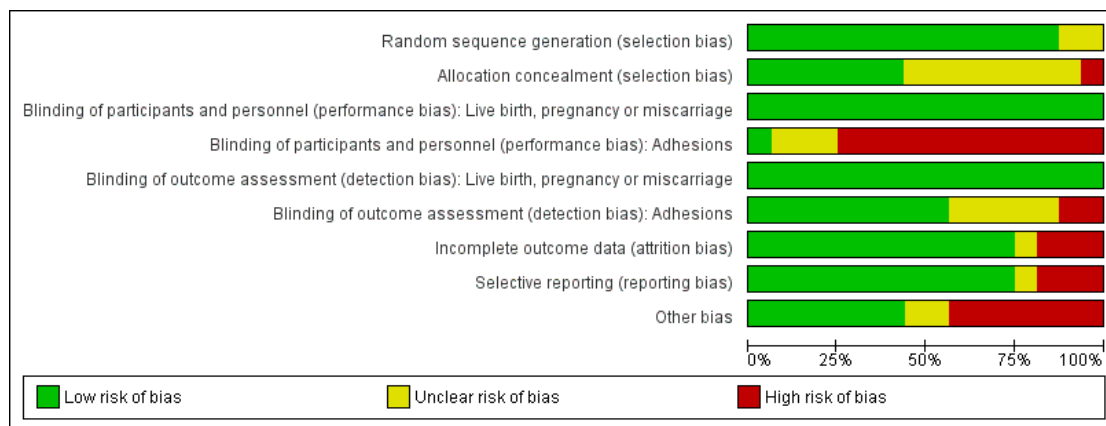 Random sequence generation (selection bias)
Allocation concealment (selection bias)
Blinding of participants and personnel (performance bias): Live birth, pregnancy or miscarriage
Blinding of participants and personnel (performance bias): Adhesions
Blinding of outcome assessment (detection bias): Live birth, pregnancy or miscarriage
Blinding of outcome assessment (detection bias): Adhesions
Incomplete outcome data (attrition bias)
Selective reporting (reporting bias)
Other bias
0% 25% 50% 75% 100%
Low risk of bias Unclear risk of bias High risk of bias